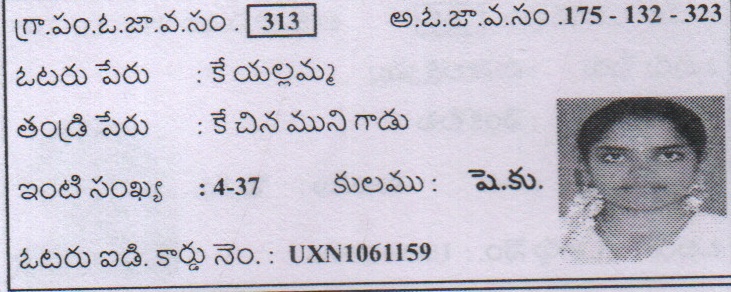 గ్రా.పం.ఓ.జా.వ.సం. 313 అ.ఓ.జా.వ.సం .175 - 132 - 323
ఓటరు పేరు : కే యల్లమ్మ
తండ్రి పేరు : కే చిన ముని గాడు
ఇంటి సంఖ్య : 4-37 కులము : షె.కు.
ఓటరు ఐడి. కార్డు నెం. : UXN1061159